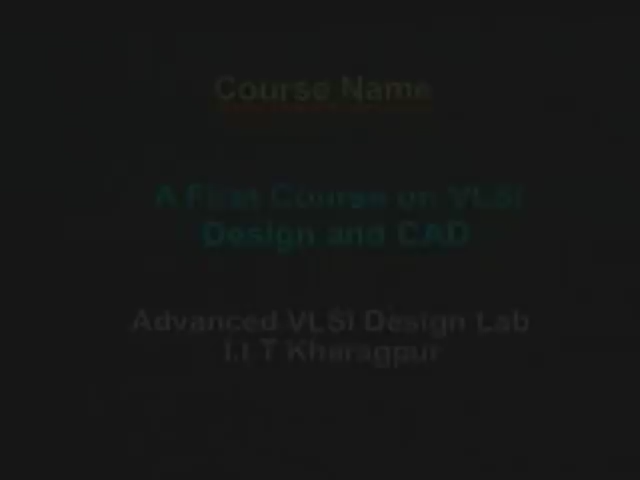 Course Name
A First Course on VLSI
Design and CAD
Advanced VLSI Design Lab
I.I T Kharagpur